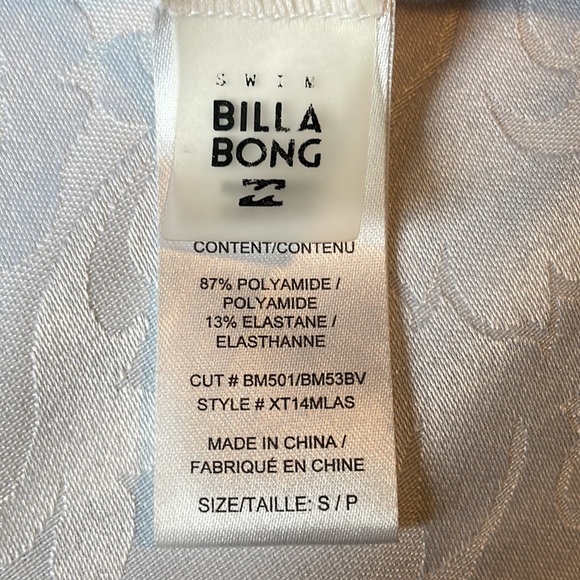 SWIM
BILLA
BONG
CONTENT/CONTENU
87% POLYAMIDE /
POLYAMIDE
13% ELASTANE /
ELASTHANNE
CUT # BM501/BM53BV
STYLE # XT14MLAS
MADE IN CHINA /
FABRIQUÉ EN CHINE
SIZE/TAILLE: S / P